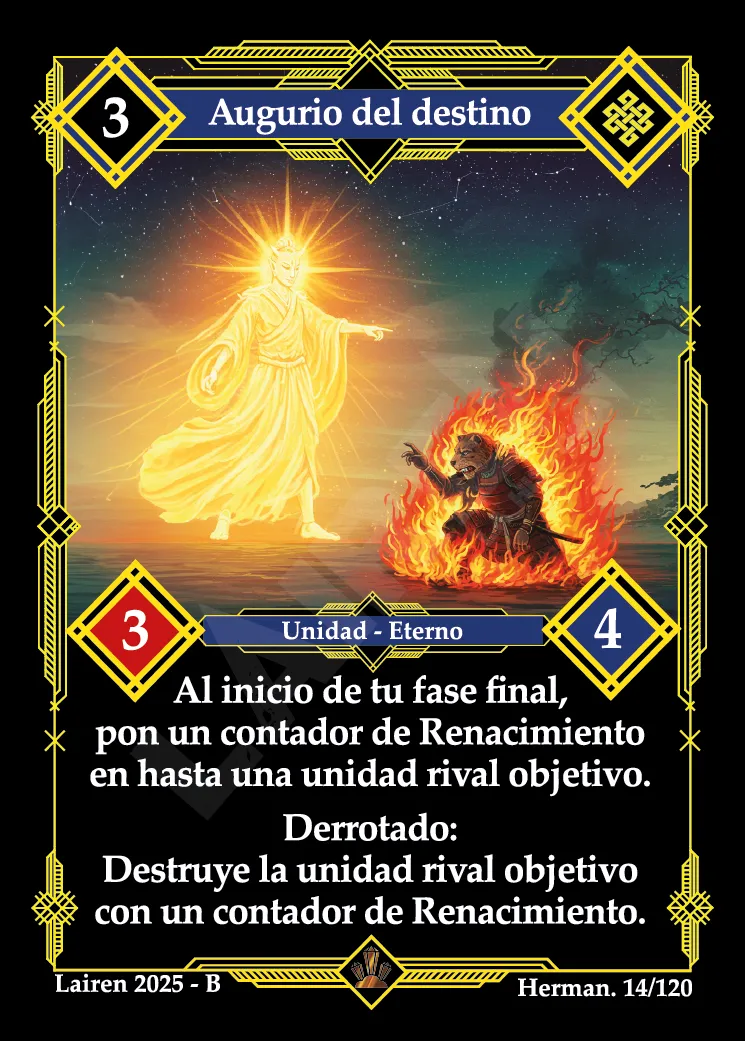 3
Augurio del destino
3
Unidad - Eterno
4
Al inicio de tu fase final,
pon un contador de Renacimiento
en hasta una unidad rival objetivo.
Derrotado:
Destruye la unidad rival objetivo
con un contador de Renacimiento.
Lairen 2025 - B
Herman. 14/120